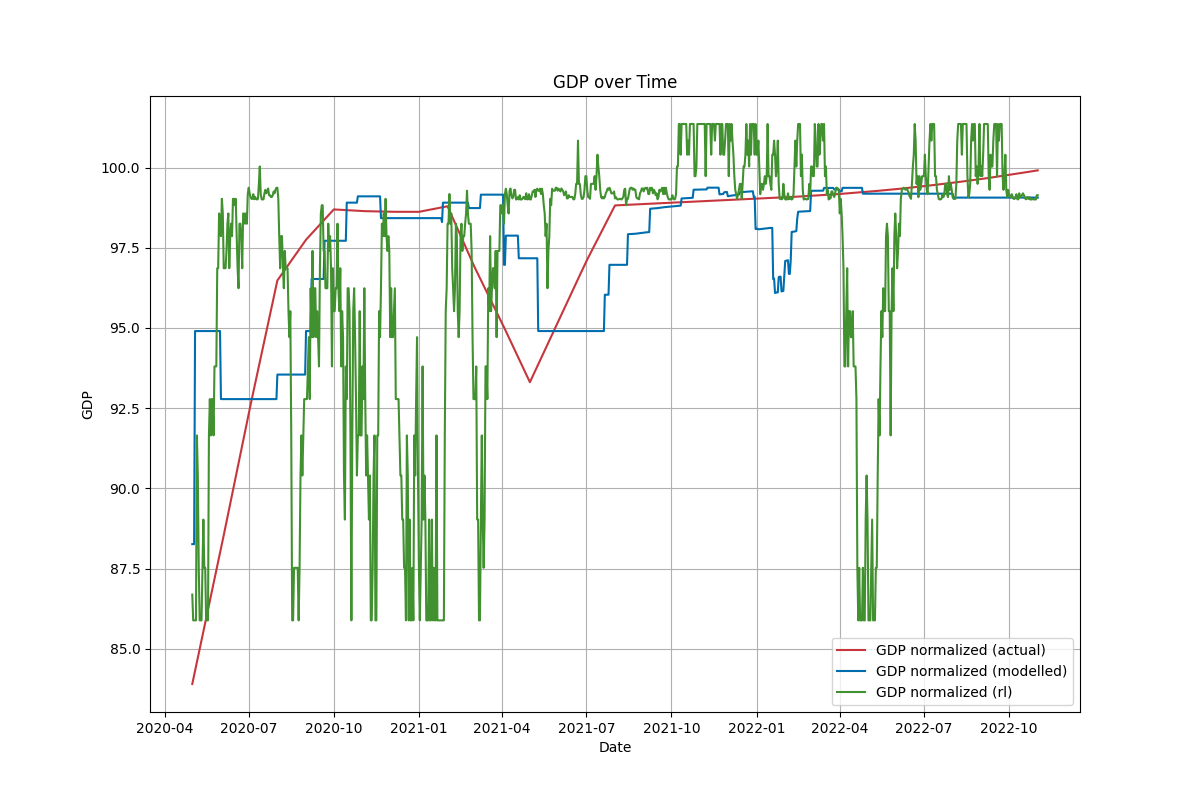 GDP over Time
GDP
100.0
97.5
95.0
92.5
90.0
87.5
85.0
GDP normalized (actual)
GDP normalized (modelled)
GDP normalized (rl)
2020-04 2020-07 2020-10 2021-01 2021-04 2021-07 2021-10 2022-01 2022-04 2022-07 2022-10
Date